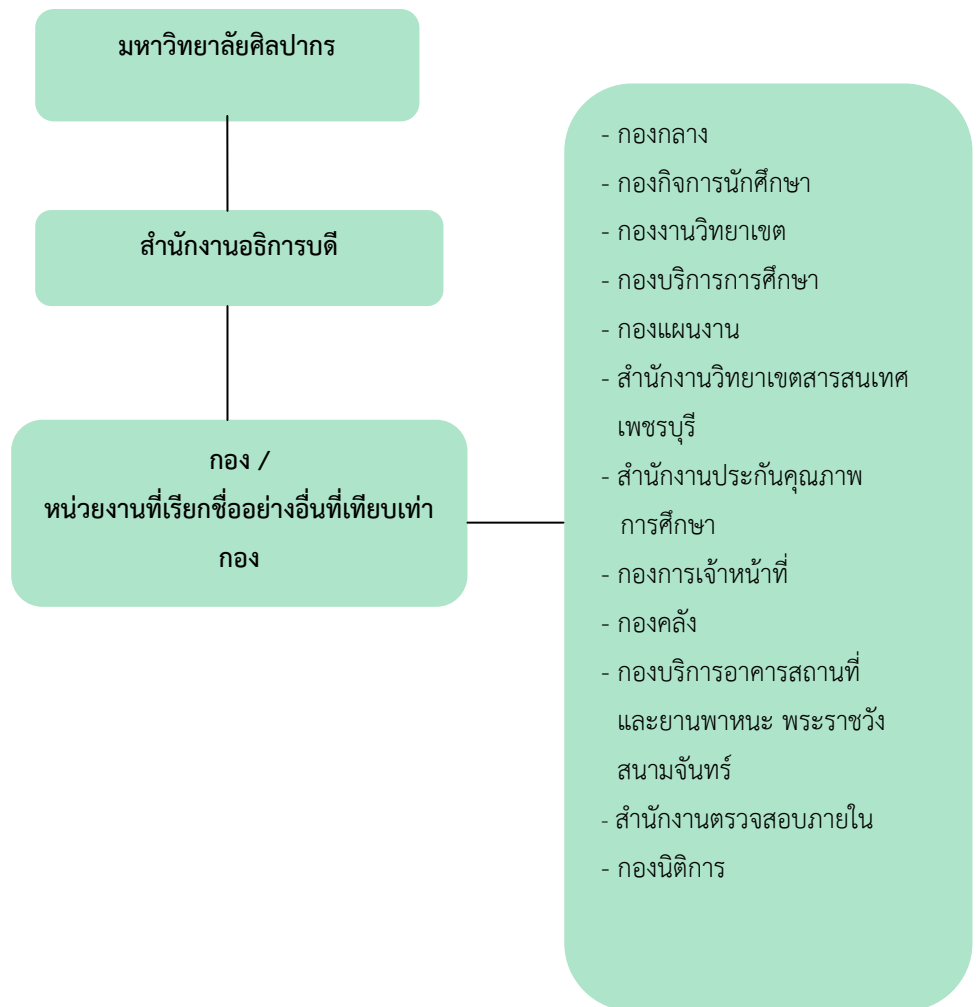 มหาวิทยาลัยศิลปากร
สำนักงานอธิการบดี
กอง /
หน่วยงานที่เรียกชื่ออย่างอื่นที่เทียบเท่า
กอง
- กองกลาง
- กองกิจการนักศึกษา
- กองงานวิทยาเขต
- กองบริการการศึกษา
- กองแผนงาน
- สำนักงานวิทยาเขตสารสนเทศ
เพชรบุรี
- สำนักงานประกันคุณภาพ
การศึกษา
- กองการเจ้าหน้าที่
- กองคลัง
- กองบริการอาคารสถานที่
และยานพาหนะ พระราชวัง
สนามจันทร์
- สำนักงานตรวจสอบภายใน
- กองนิติการ